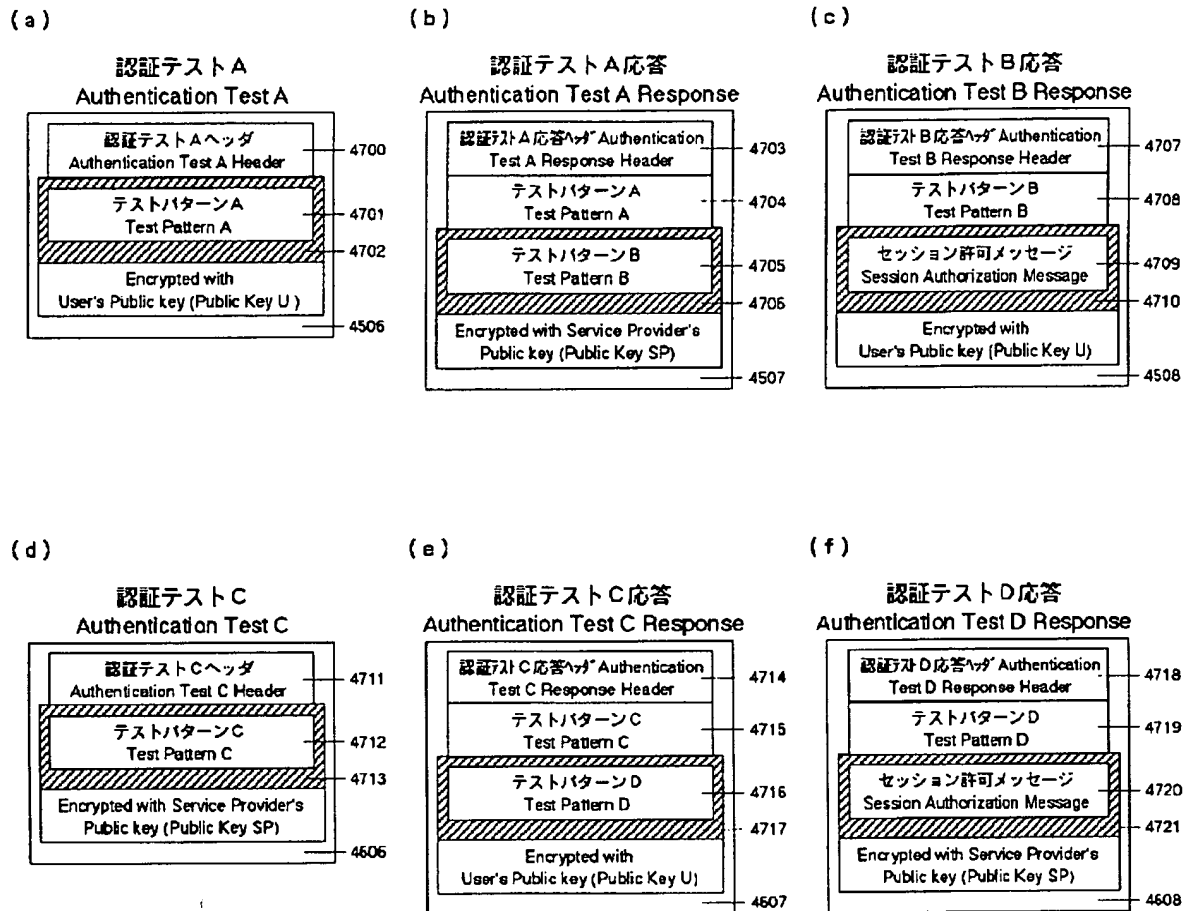 (a)
認証テストA
Authentication Test A
認証テストAヘッダ
Authentication Test A Header
4700
テストパターンA
Test Pattern A
4701
4702
Encrypted with
User's Public key (Public Key U )
4506
(b)
認証テストA応答
Authentication Test A Response
認証テストA応答ヘッダ Authentication
Test A Response Header
4703
テストパターンA
Test Pattern A
4704
テストパターンB
Test Pattern B
4705
4706
Encrypted with Service Provider's
Public key (Public Key SP)
4507
(c)
認証テストB応答
Authentication Test B Response
認証テストB応答ヘッダ Authentication
Test B Response Header
4707
テストパターンB
Test Pattern B
4708
セッション許可メッセージ
Session Authorization Message
4709
4710
Encrypted with
User's Public key (Public Key U)
4508
(d)
認証テストC
Authentication Test C
認証テストCヘッダ
Authentication Test C Header
4711
テストパターンC
Test Pattern C
4712
4713
Encrypted with Service Provider's
Public key (Public Key SP)
4606
(e)
認証テストC応答
Authentication Test C Response
認証テストC応答ヘッダ Authentication
Test C Response Header
4714
テストパターンC
Test Pattern C
4715
テストパターンD
Test Pattern D
4716
4717
Encrypted with
User's Public key (Public Key U)
4607
(f)
認証テストD応答
Authentication Test D Response
認証テストD応答ヘッダ Authentication
Test D Response Header
4718
テストパターンD
Test Pattern D
4719
セッション許可メッセージ
Session Authorization Message
4720
4721
Encrypted with Service Provider's
Public key (Public Key SP)
4608